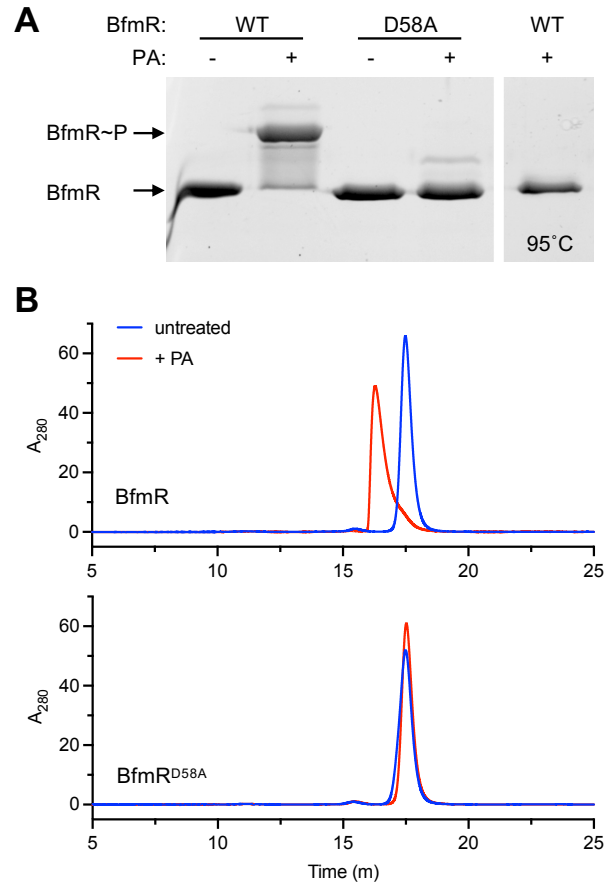 A
BfmR: WT D58A WT
PA: - + - + +
BfmR~P
BfmR
95˚C
B
untreated
+ PA
60
40
20
0
A280
BfmR
5 10 15 20 25
60
40
20
0
A280
BfmRD58A
5 10 15 20 25
Time (m)